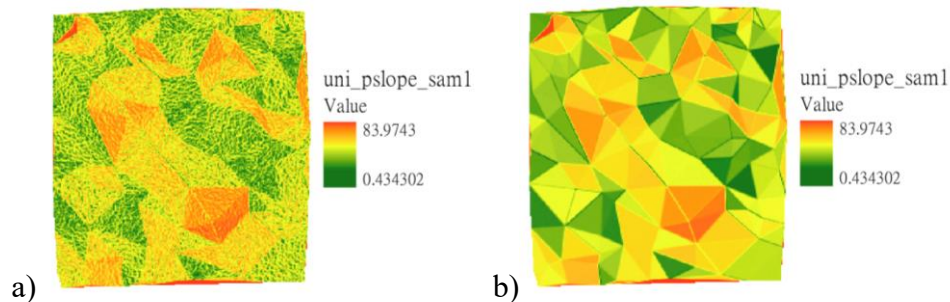 uni_pslope_sam1
Value
83.9743
0.434302
a)
uni_pslope_sam1
Value
83.9743
0.434302
b)